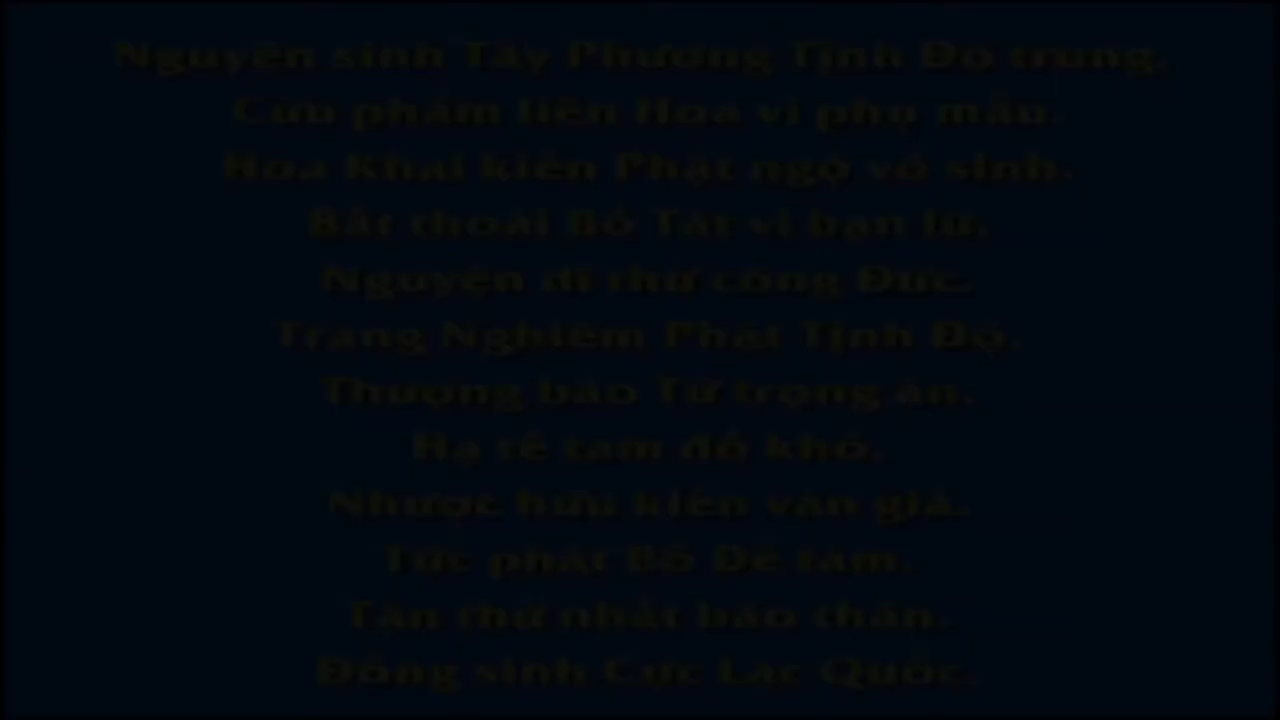 Nguyện sinh Tây Phương Tịnh Độ trung.
Cửu phẩm liên Hoa vi phụ mẫu.
Hoa Khai kiến Phật ngộ vô sinh.
Bất thoái Bồ Tát vi bạn lữ.
Nguyện dĩ thử công Đức.
Trang Nghiêm Phật Tịnh Độ.
Thượng báo Tứ trọng ân.
Hạ tế tam đồ khổ.
Nhược hữu kiến văn giả.
Tức phát Bồ Đề tâm.
Tận thử nhất báo thân.
Đồng sinh Cực Lạc Quốc.